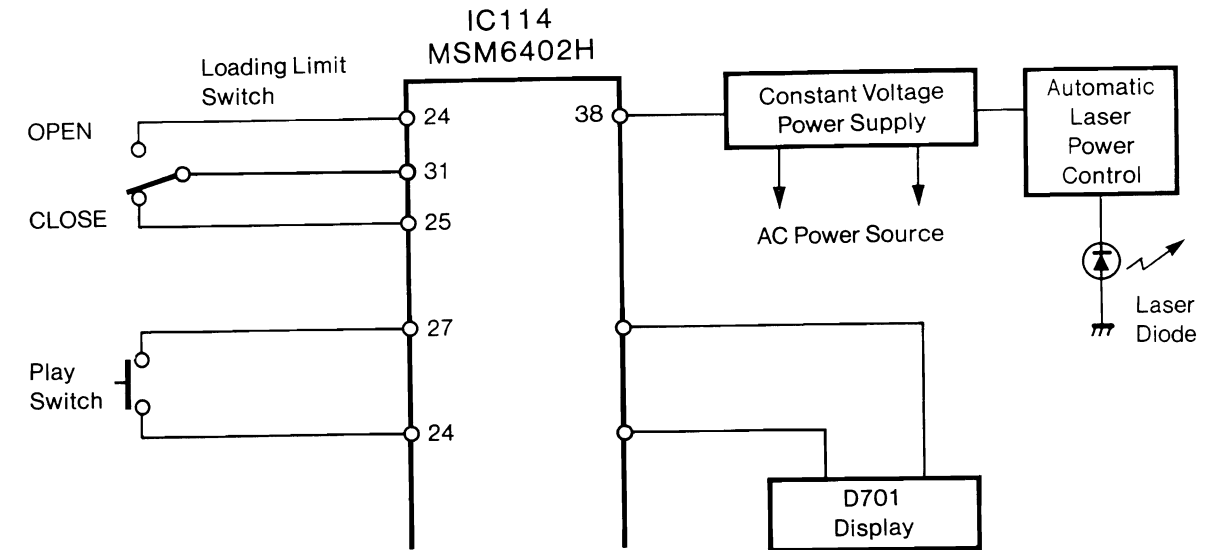 IC114
MSM6402H
Loading Limit
Switch
OPEN
CLOSE
24
31
25
27
24
38
Play
Switch
Constant Voltage
Power Supply
AC Power Source
Automatic
Laser
Power
Control
Laser
Diode
D701
Display